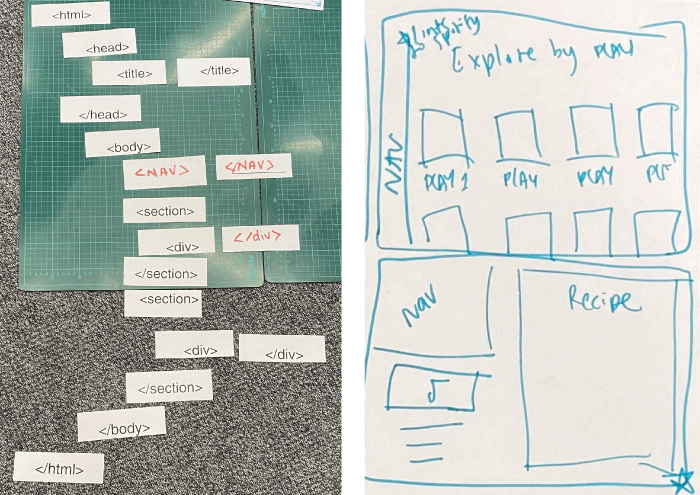 <html>
<head>
<title> </title>
</head>
<body>
<NAV> </NAV>
<section>
<div> </div>
</section>
<section>
<div> </div>
</section>
</body>
</html>
Explore by PLAY
NAV
PLAY 1 PLAY PLAY
Nav
Recipe